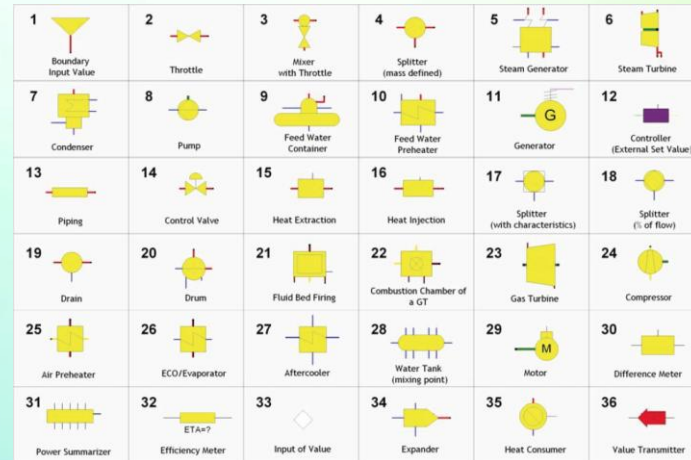 1
Boundary
Input Value
2
Throttle
3
Mixer
with Throttle
4
Splitter
(mass defined)
5
Steam Generator
6
Steam Turbine
7
Condenser
8
Pump
9
Feed Water
Container
10
Feed Water
Preheater
11
G
Generator
12
Controller
(External Set Value)
13
Piping
14
Control Valve
15
Heat Extraction
16
Heat Injection
17
Splitter
(with characteristics)
18
Splitter
(% of flow)
19
Drain
20
Drum
21
Fluid Bed Firing
22
Combustion Chamber of
a GT
23
Gas Turbine
24
Compressor
25
Air Preheater
26
ECO/Evaporator
27
Aftercooler
28
Water Tank
(mixing point)
29
M
Motor
30
Difference Meter
31
Power Summarizer
32
ETA=?
Efficiency Meter
33
Input of Value
34
Expander
35
Heat Consumer
36
Value Transmitter